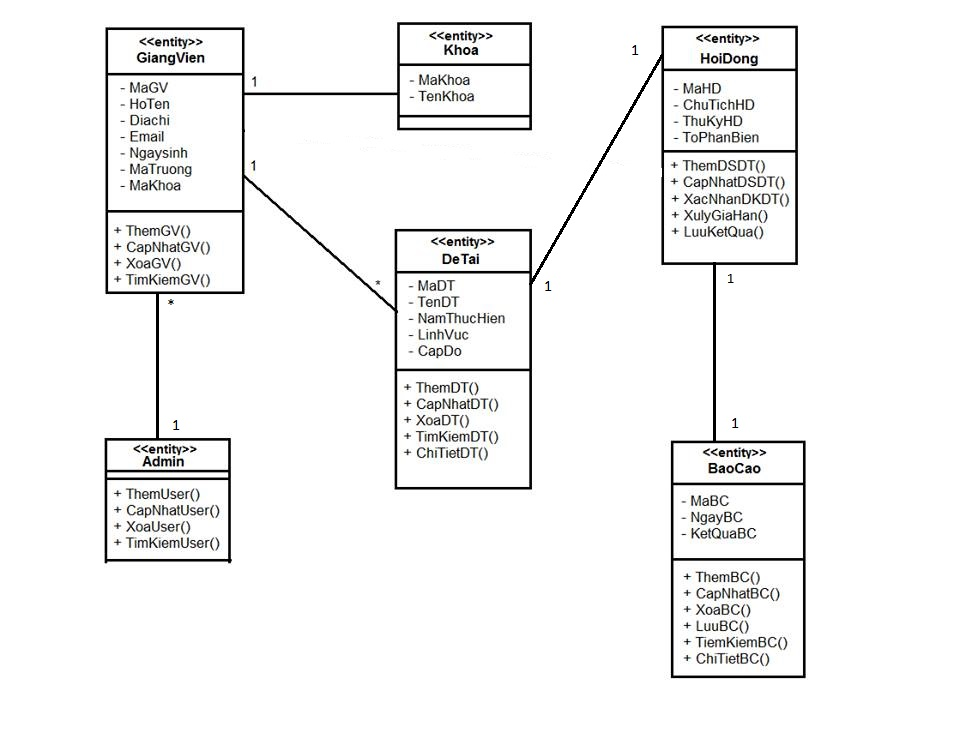 <<entity>>
GiangVien
- MaGV
- HoTen
- Diachi
- Email
- Ngaysinh
- MaTruong
- MaKhoa
+ ThemGV()
+ CapNhatGV()
+ XoaGV()
+ TimKiemGV()
1
1
*
1
<<entity>>
Admin
+ ThemUser()
+ CapNhatUser()
+ XoaUser()
+ TimKiemUser()
<<entity>>
Khoa
- MaKhoa
- TenKhoa
*
<<entity>>
DeTai
- MaDT
- TenDT
- NamThucHien
- LinhVuc
- CapDo
+ ThemDT()
+ CapNhatDT()
+ XoaDT()
+ TimKiemDT()
+ ChiTietDT()
1
1
<<entity>>
HoiDong
- MaHD
- ChuTichHD
- ThuKyHD
- ToPhanBien
+ ThemDSDT()
+ CapNhatDSDT()
+ XacNhanDKDT()
+ XulyGiaHan()
+ LuuKetQua()
1
1
<<entity>>
BaoCao
- MaBC
- NgayBC
- KetQuaBC
+ ThemBC()
+ CapNhatBC()
+ XoaBC()
+ LuuBC()
+ TiemKiemBC()
+ ChiTietBC()